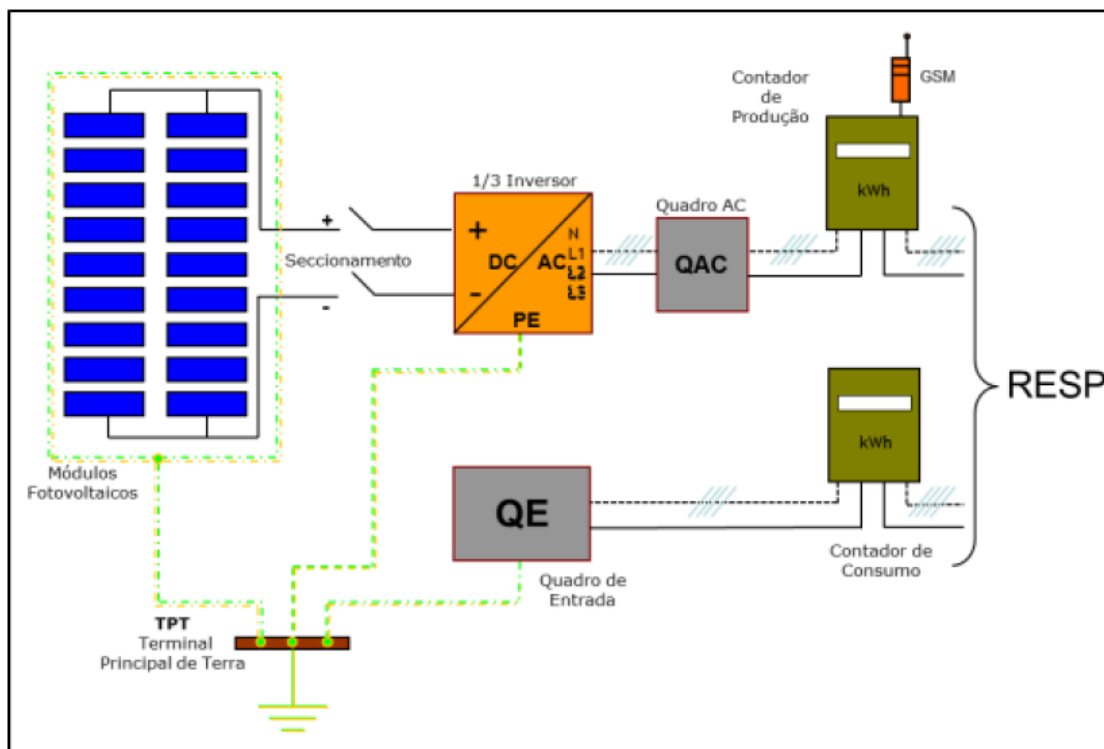 Contador
de
Produção
GSM
kWh
1/3 Inversor
Quadro AC
+
Seccionamento
-
+
-
DC
AC
N
L1
L2
L3
PE
QAC
RESP
kWh
Módulos
Fotovoltaicos
QE
Quadro de
Entrada
Contador de
Consumo
TPT
Terminal
Principal de Terra